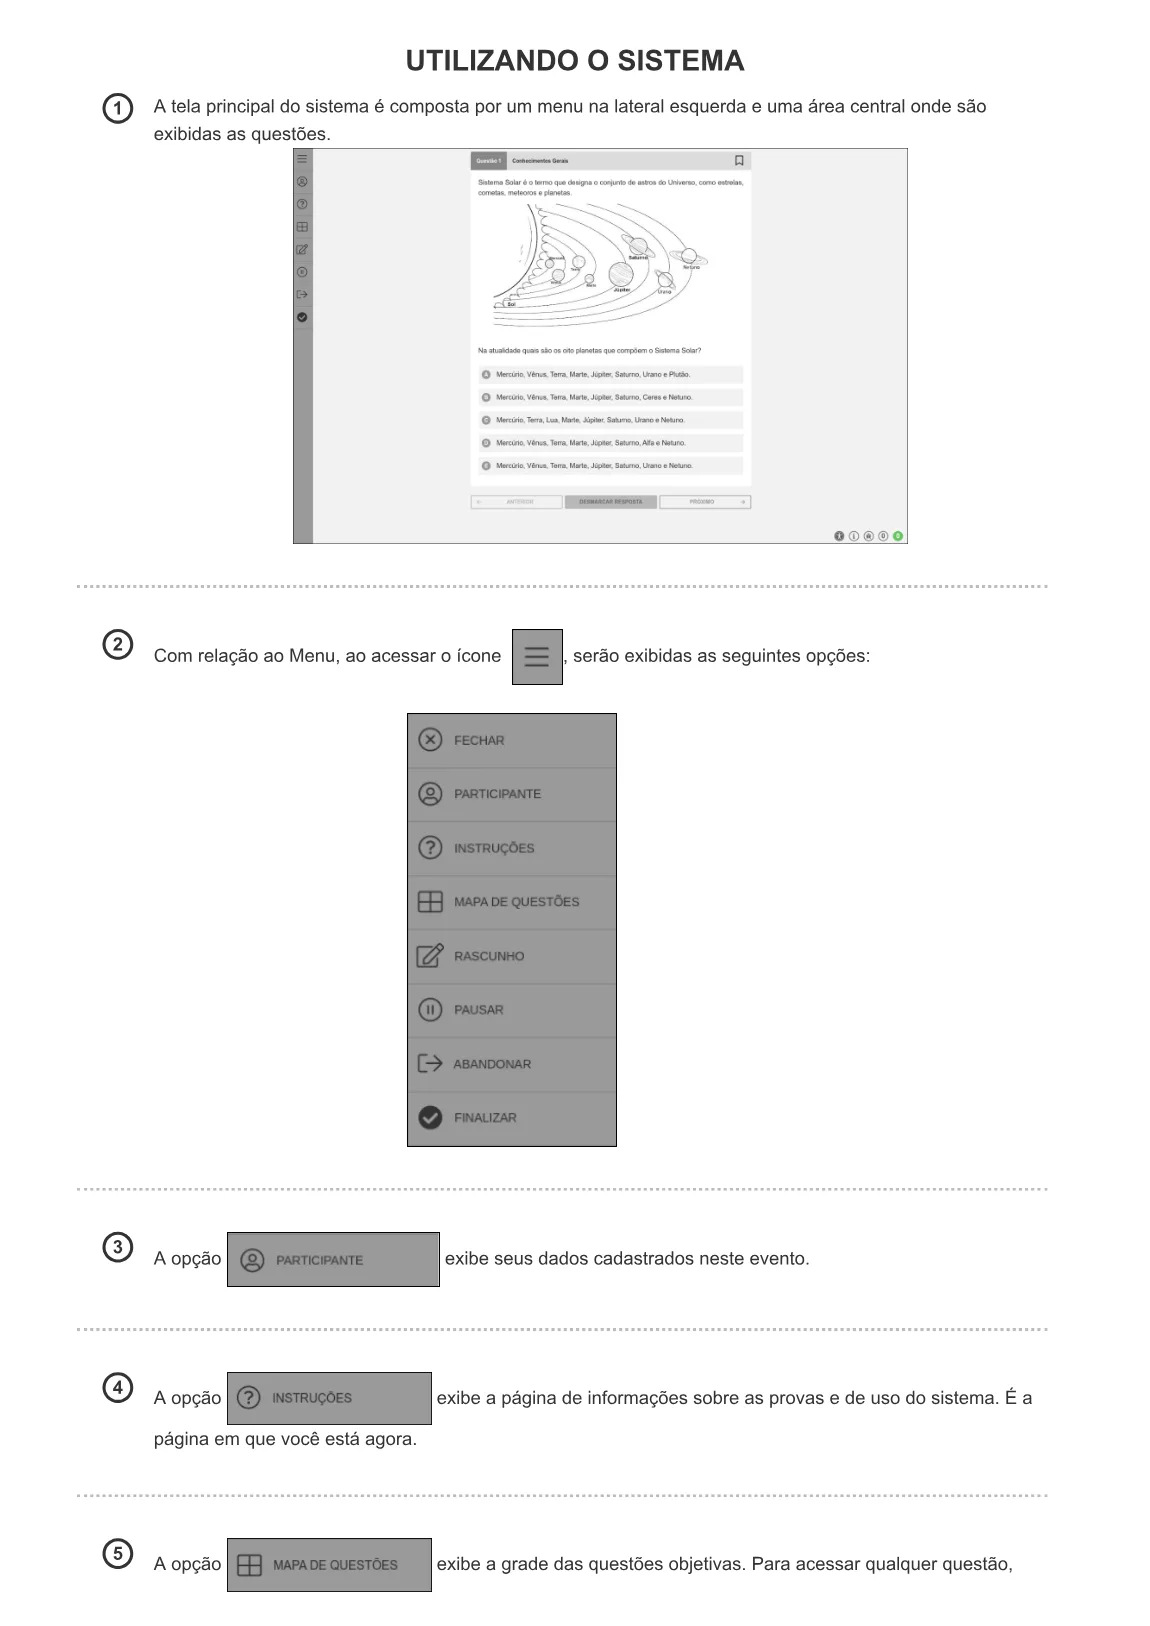 UTILIZANDO O SISTEMA
1 A tela principal do sistema é composta por um menu na lateral esquerda e uma área central onde são
exibidas as questões.
Questão 1 Conhecimentos Gerais
Sistema Solar é o termo que designa o conjunto de astros do Universo, como estrelas,
cometas, meteoros e planetas.
Saturno
Netuno
Júpiter
Urano
Sol
Na atualidade quais são os oito planetas que compõem o Sistema Solar?
A Mercúrio, Vênus, Terra, Marte, Júpiter, Saturno, Urano e Plutão.
B Mercúrio, Vênus, Terra, Marte, Júpiter, Saturno, Ceres e Netuno.
C Mercúrio, Terra, Lua, Marte, Júpiter, Saturno, Urano e Netuno.
D Mercúrio, Vênus, Terra, Marte, Júpiter, Saturno, Alfa e Netuno.
E Mercúrio, Vênus, Terra, Marte, Júpiter, Saturno, Urano e Netuno.
ANTERIOR DESMARCAR RESPOSTA PRÓXIMO
2 Com relação ao Menu, ao acessar o ícone , serão exibidas as seguintes opções:
FECHAR
PARTICIPANTE
INSTRUÇÕES
MAPA DE QUESTÕES
RASCUNHO
PAUSAR
ABANDONAR
FINALIZAR
3 A opção PARTICIPANTE exibe seus dados cadastrados neste evento.
4 A opção INSTRUÇÕES exibe a página de informações sobre as provas e de uso do sistema. É a
página em que você está agora.
5 A opção MAPA DE QUESTÕES exibe a grade das questões objetivas. Para acessar qualquer questão,